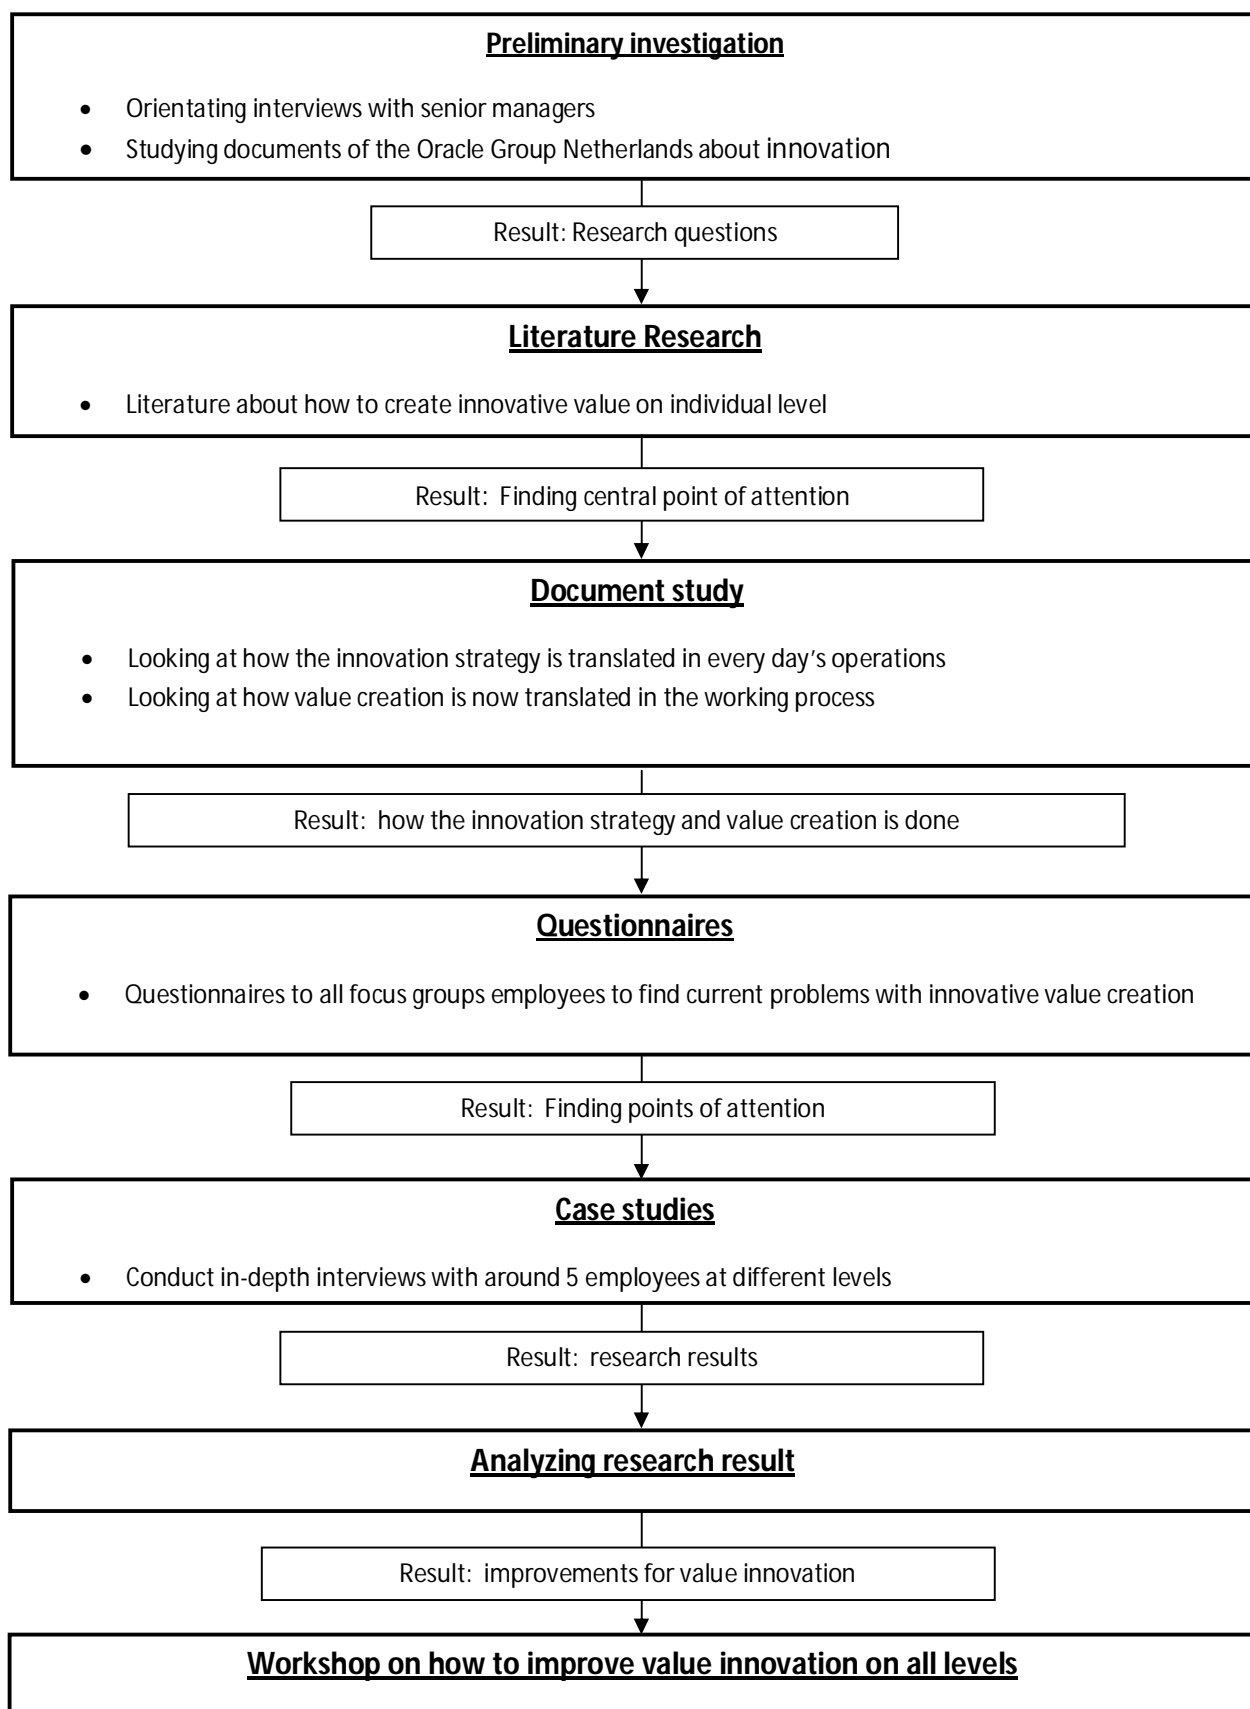 Preliminary investigation
• Orientating interviews with senior managers
• Studying documents of the Oracle Group Netherlands about innovation
Result: Research questions
Literature Research
• Literature about how to create innovative value on individual level
Result: Finding central point of attention
Document study
• Looking at how the innovation strategy is translated in every day's operations
• Looking at how value creation is now translated in the working process
Result: how the innovation strategy and value creation is done
Questionnaires
• Questionnaires to all focus groups employees to find current problems with innovative value creation
Result: Finding points of attention
Case studies
• Conduct in-depth interviews with around 5 employees at different levels
Result: research results
Analyzing research result
Result: improvements for value innovation
Workshop on how to improve value innovation on all levels